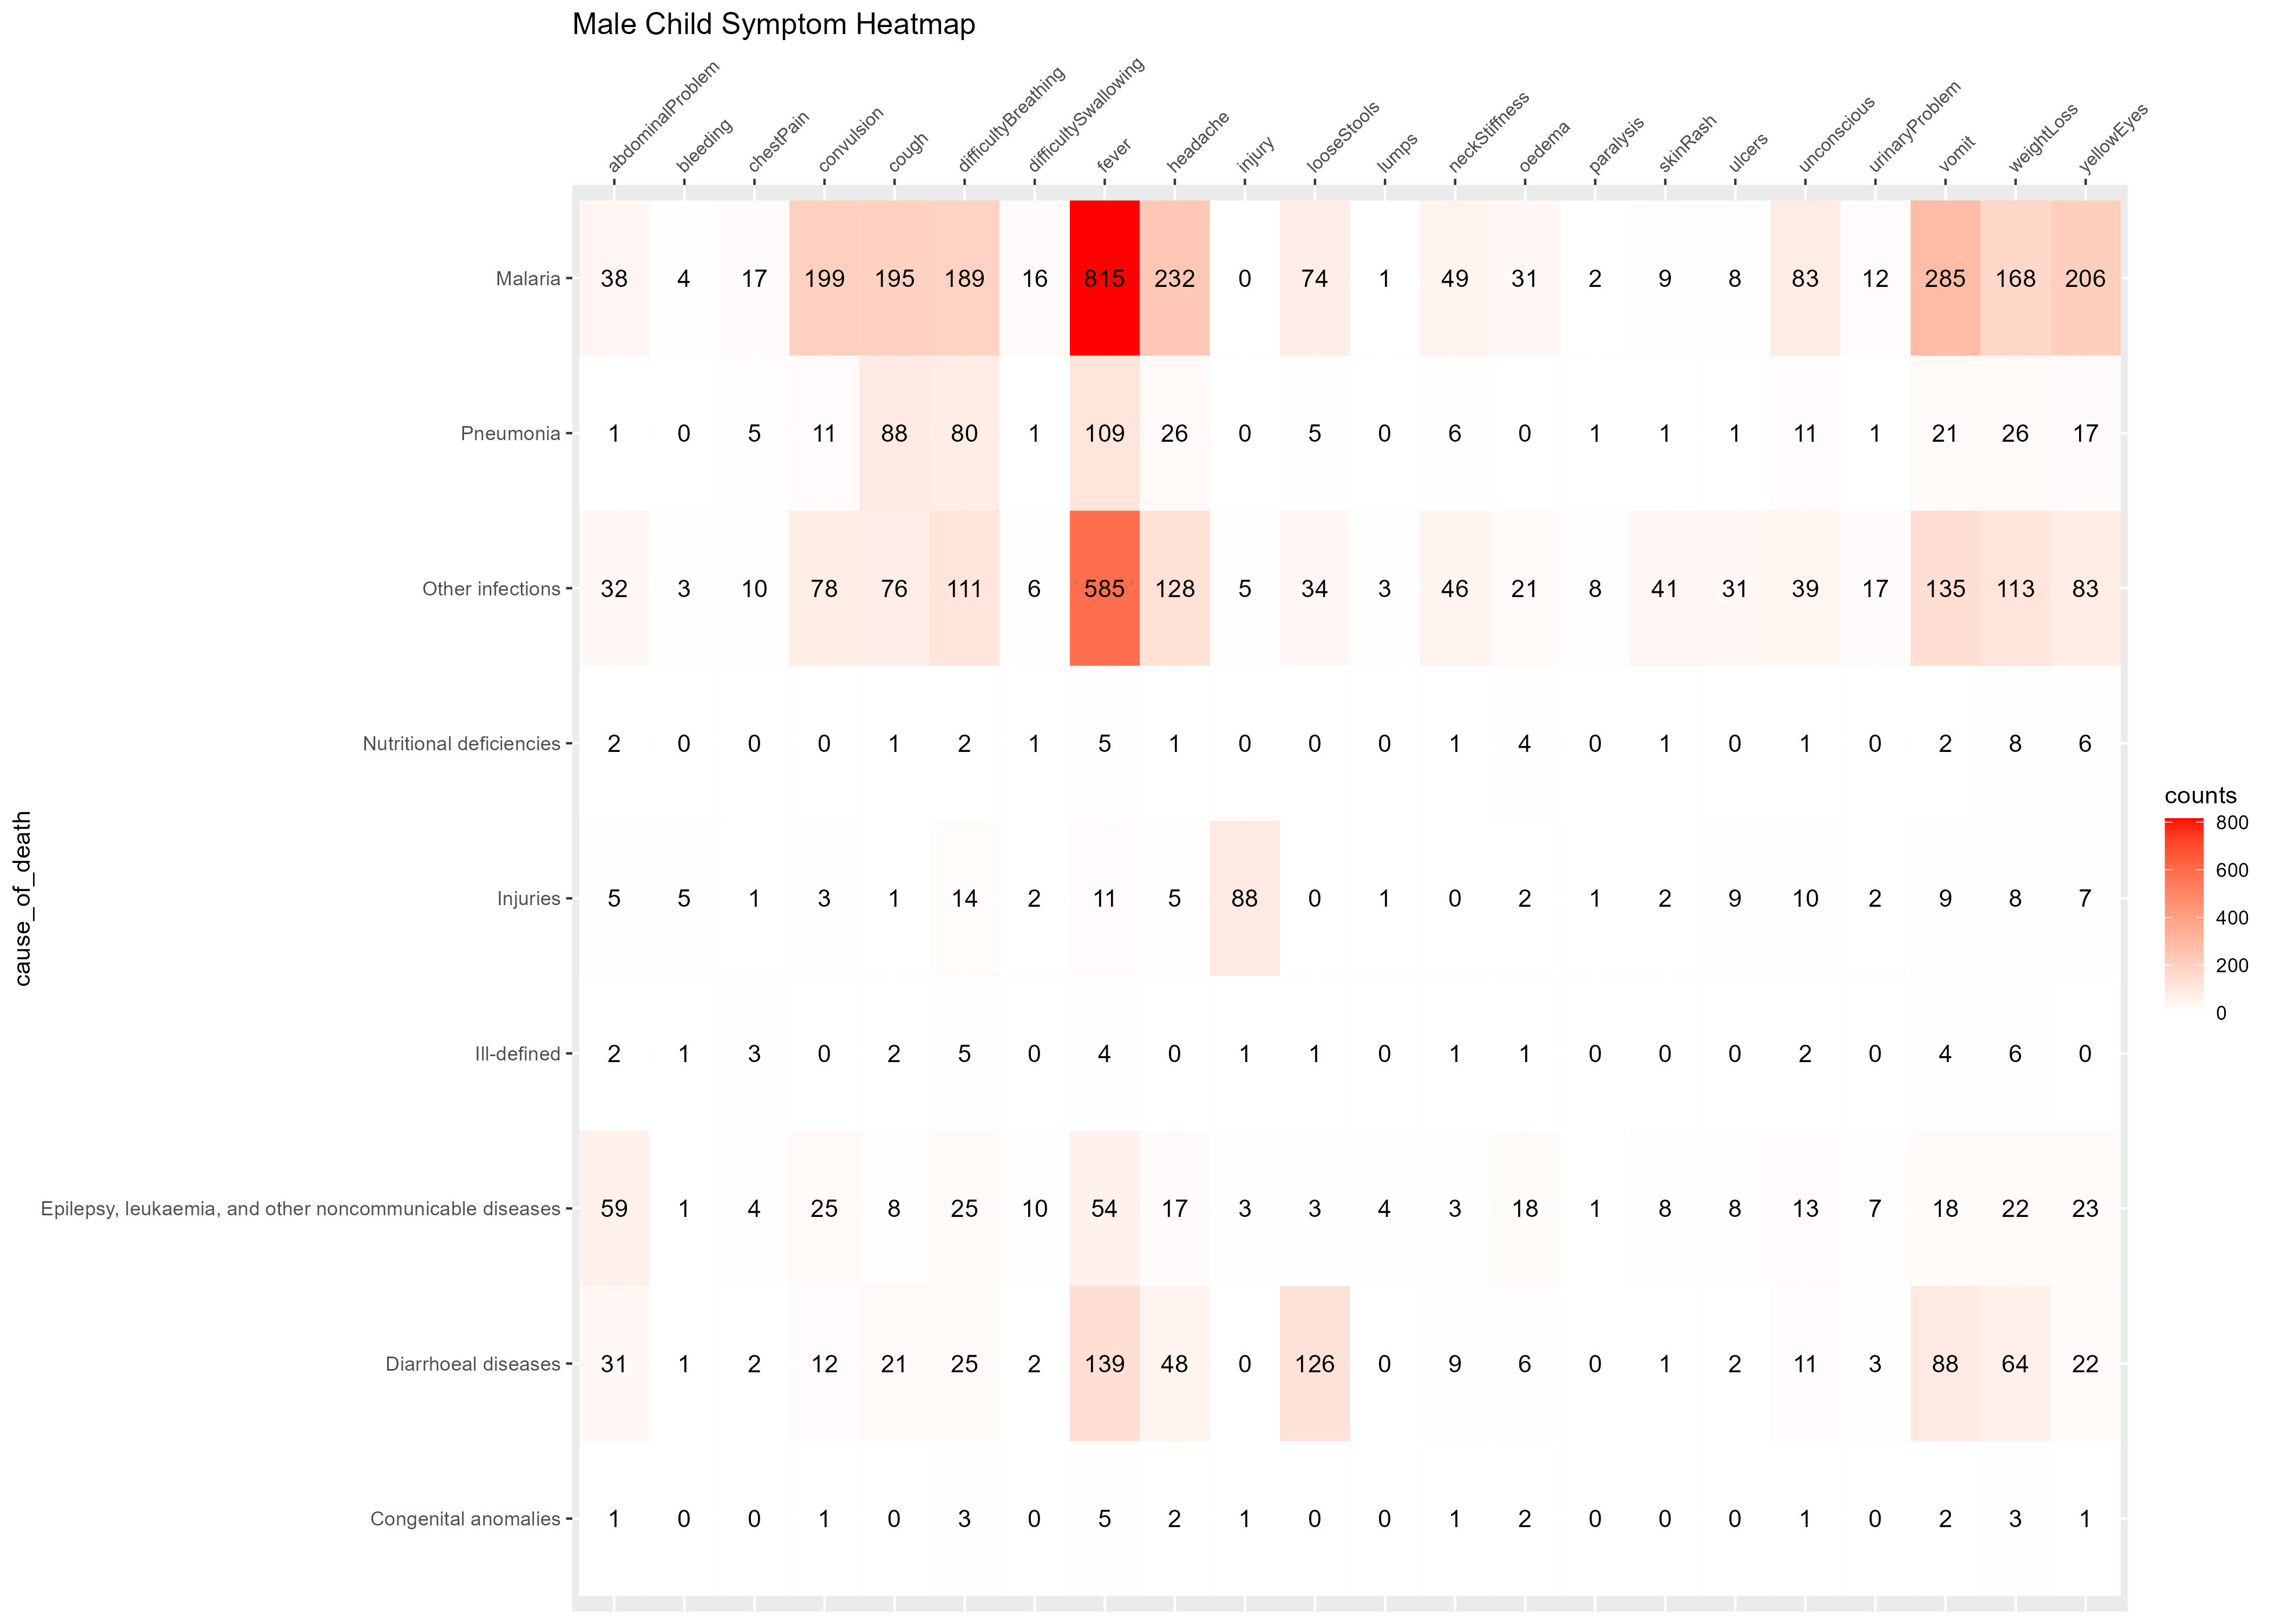 Male Child Symptom Heatmap
abdominalProblem bleeding chestPain convulsion cough difficultyBreathing difficultySwallowing fever headache injury looseStools lumps neckStiffness oedema paralysis skinRash ulcers unconscious urinaryProblem vomit weightLoss yellowEyes
Malaria 38 4 17 199 195 189 16 815 232 0 74 1 49 31 2 9 8 83 12 285 168 206
Pneumonia 1 0 5 11 88 80 1 109 26 0 5 0 6 0 1 1 1 11 1 21 26 17
Other infections 32 3 10 78 76 111 6 585 128 5 34 3 46 21 8 41 31 39 17 135 113 83
Nutritional deficiencies 2 0 0 0 1 2 1 5 1 0 0 0 1 4 0 1 0 1 0 2 8 6
Injuries 5 5 1 3 1 14 2 11 5 88 0 1 0 2 1 2 9 10 2 9 8 7
Ill-defined 2 1 3 0 2 5 0 4 0 1 1 0 1 1 0 0 0 2 0 4 6 0
Epilepsy, leukaemia, and other noncommunicable diseases 59 1 4 25 8 25 10 54 17 3 3 4 3 18 1 8 8 13 7 18 22 23
Diarrhoeal diseases 31 1 2 12 21 25 2 139 48 0 126 0 9 6 0 1 2 11 3 88 64 22
Congenital anomalies 1 0 0 1 0 3 0 5 2 1 0 0 1 2 0 0 0 1 0 2 3 1
cause_of_death
counts
800
600
400
200
0